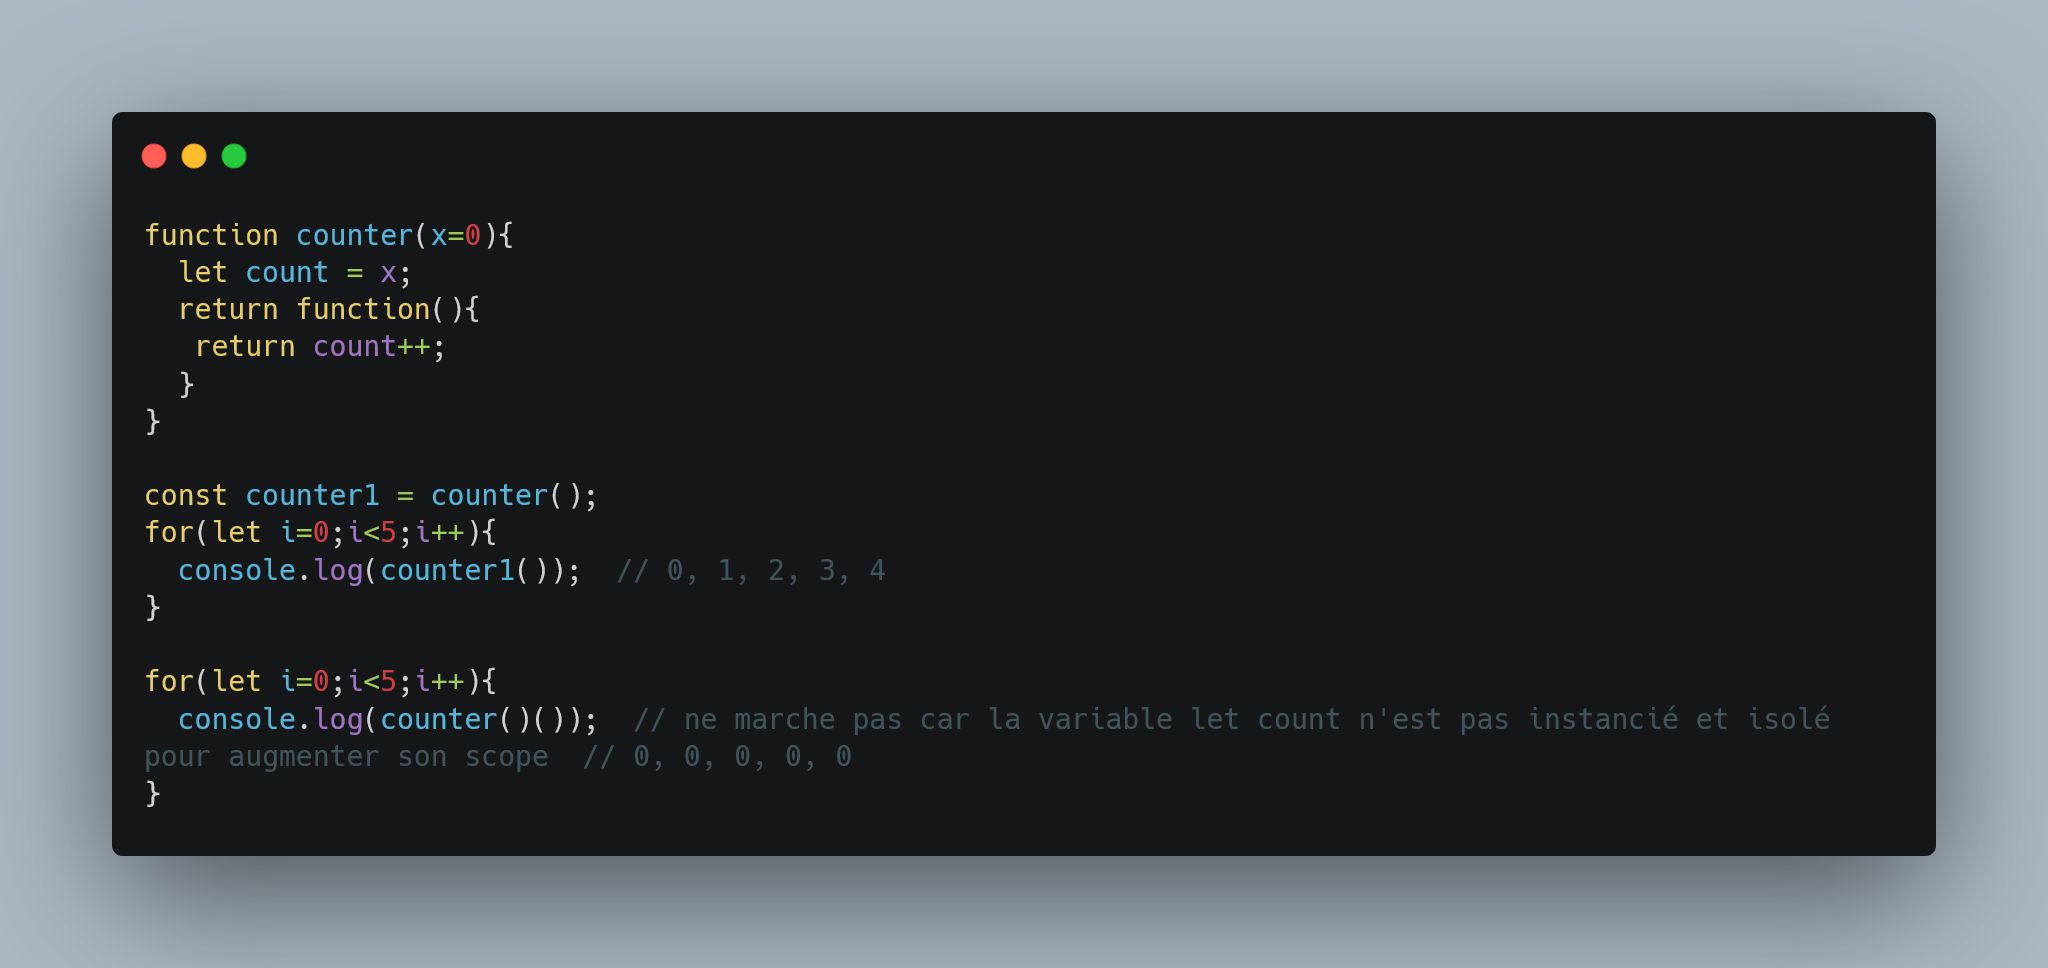 function counter(x=0){
  let count = x;
  return function(){
   return count++;
  }
}

const counter1 = counter();
for(let i=0;i<5;i++){
  console.log(counter1());  // 0, 1, 2, 3, 4
}

for(let i=0;i<5;i++){
  console.log(counter()());  // ne marche pas car la variable let count n'est pas instancié et isolé
pour augmenter son scope  // 0, 0, 0, 0, 0
}